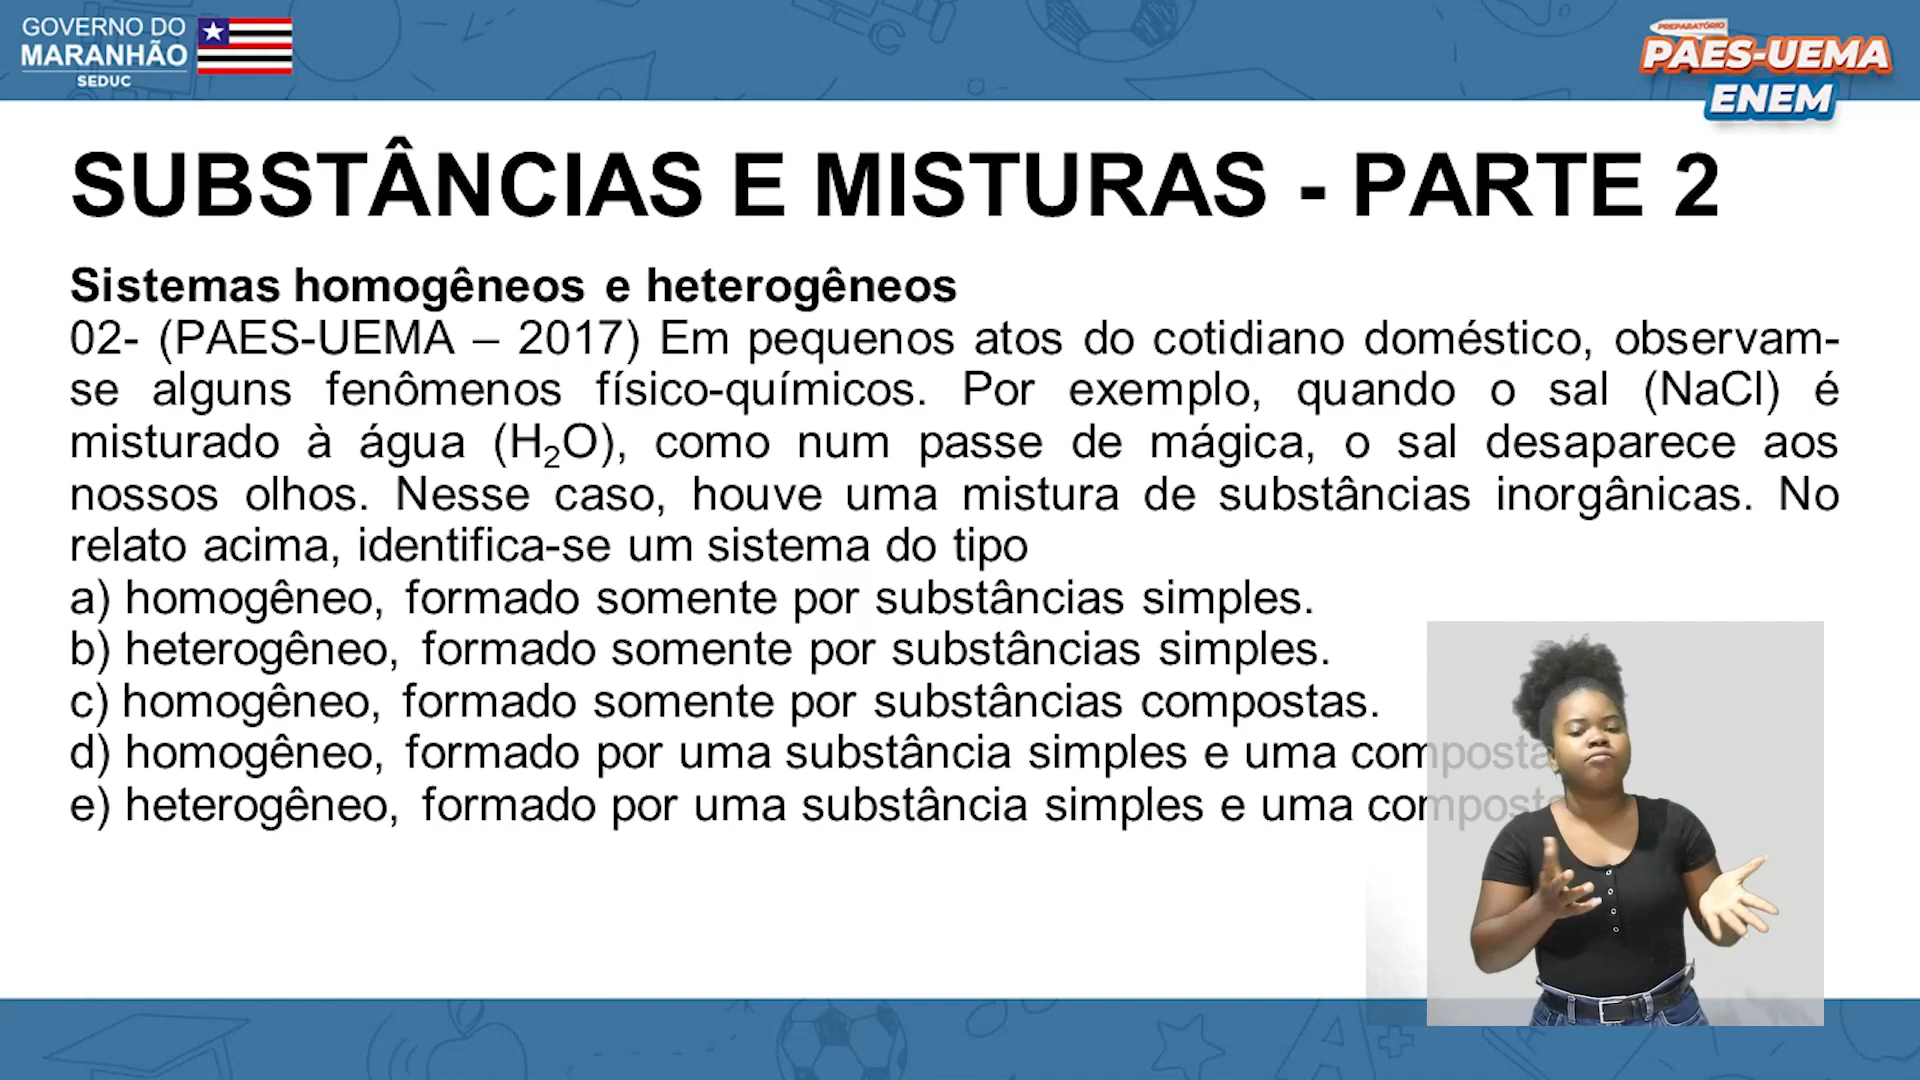 GOVERNO DO
MARANHÃO
SEDUC
PREPARATÓRIO
PAES-UEMA
ENEM
SUBSTÂNCIAS E MISTURAS - PARTE 2
Sistemas homogêneos e heterogêneos
02- (PAES-UEMA – 2017) Em pequenos atos do cotidiano doméstico, observam-
se alguns fenômenos físico-químicos. Por exemplo, quando o sal (NaCl) é
misturado à água (H₂O), como num passe de mágica, o sal desaparece aos
nossos olhos. Nesse caso, houve uma mistura de substâncias inorgânicas. No
relato acima, identifica-se um sistema do tipo
a) homogêneo, formado somente por substâncias simples.
b) heterogêneo, formado somente por substâncias simples.
c) homogêneo, formado somente por substâncias compostas.
d) homogêneo, formado por uma substância simples e uma composta
e) heterogêneo, formado por uma substância simples e uma compost
A+